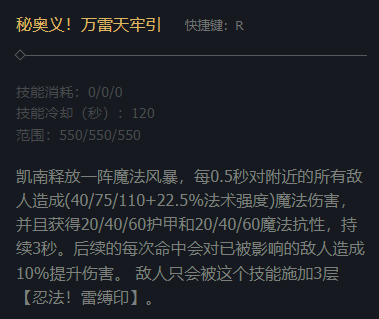 秘奥义！万雷天牢引 快捷键：R
技能消耗：0/0/0
技能冷却（秒）：120
范围：550/550/550
凯南释放一阵魔法风暴，每0.5秒对附近的所有敌
人造成(40/75/110+22.5%法术强度)魔法伤害，
并且获得20/40/60护甲和20/40/60魔法抗性，持
续3秒。后续的每次命中会对已被影响的敌人造成
10%提升伤害。 敌人只会被这个技能施加3层
【忍法！雷缚印】。